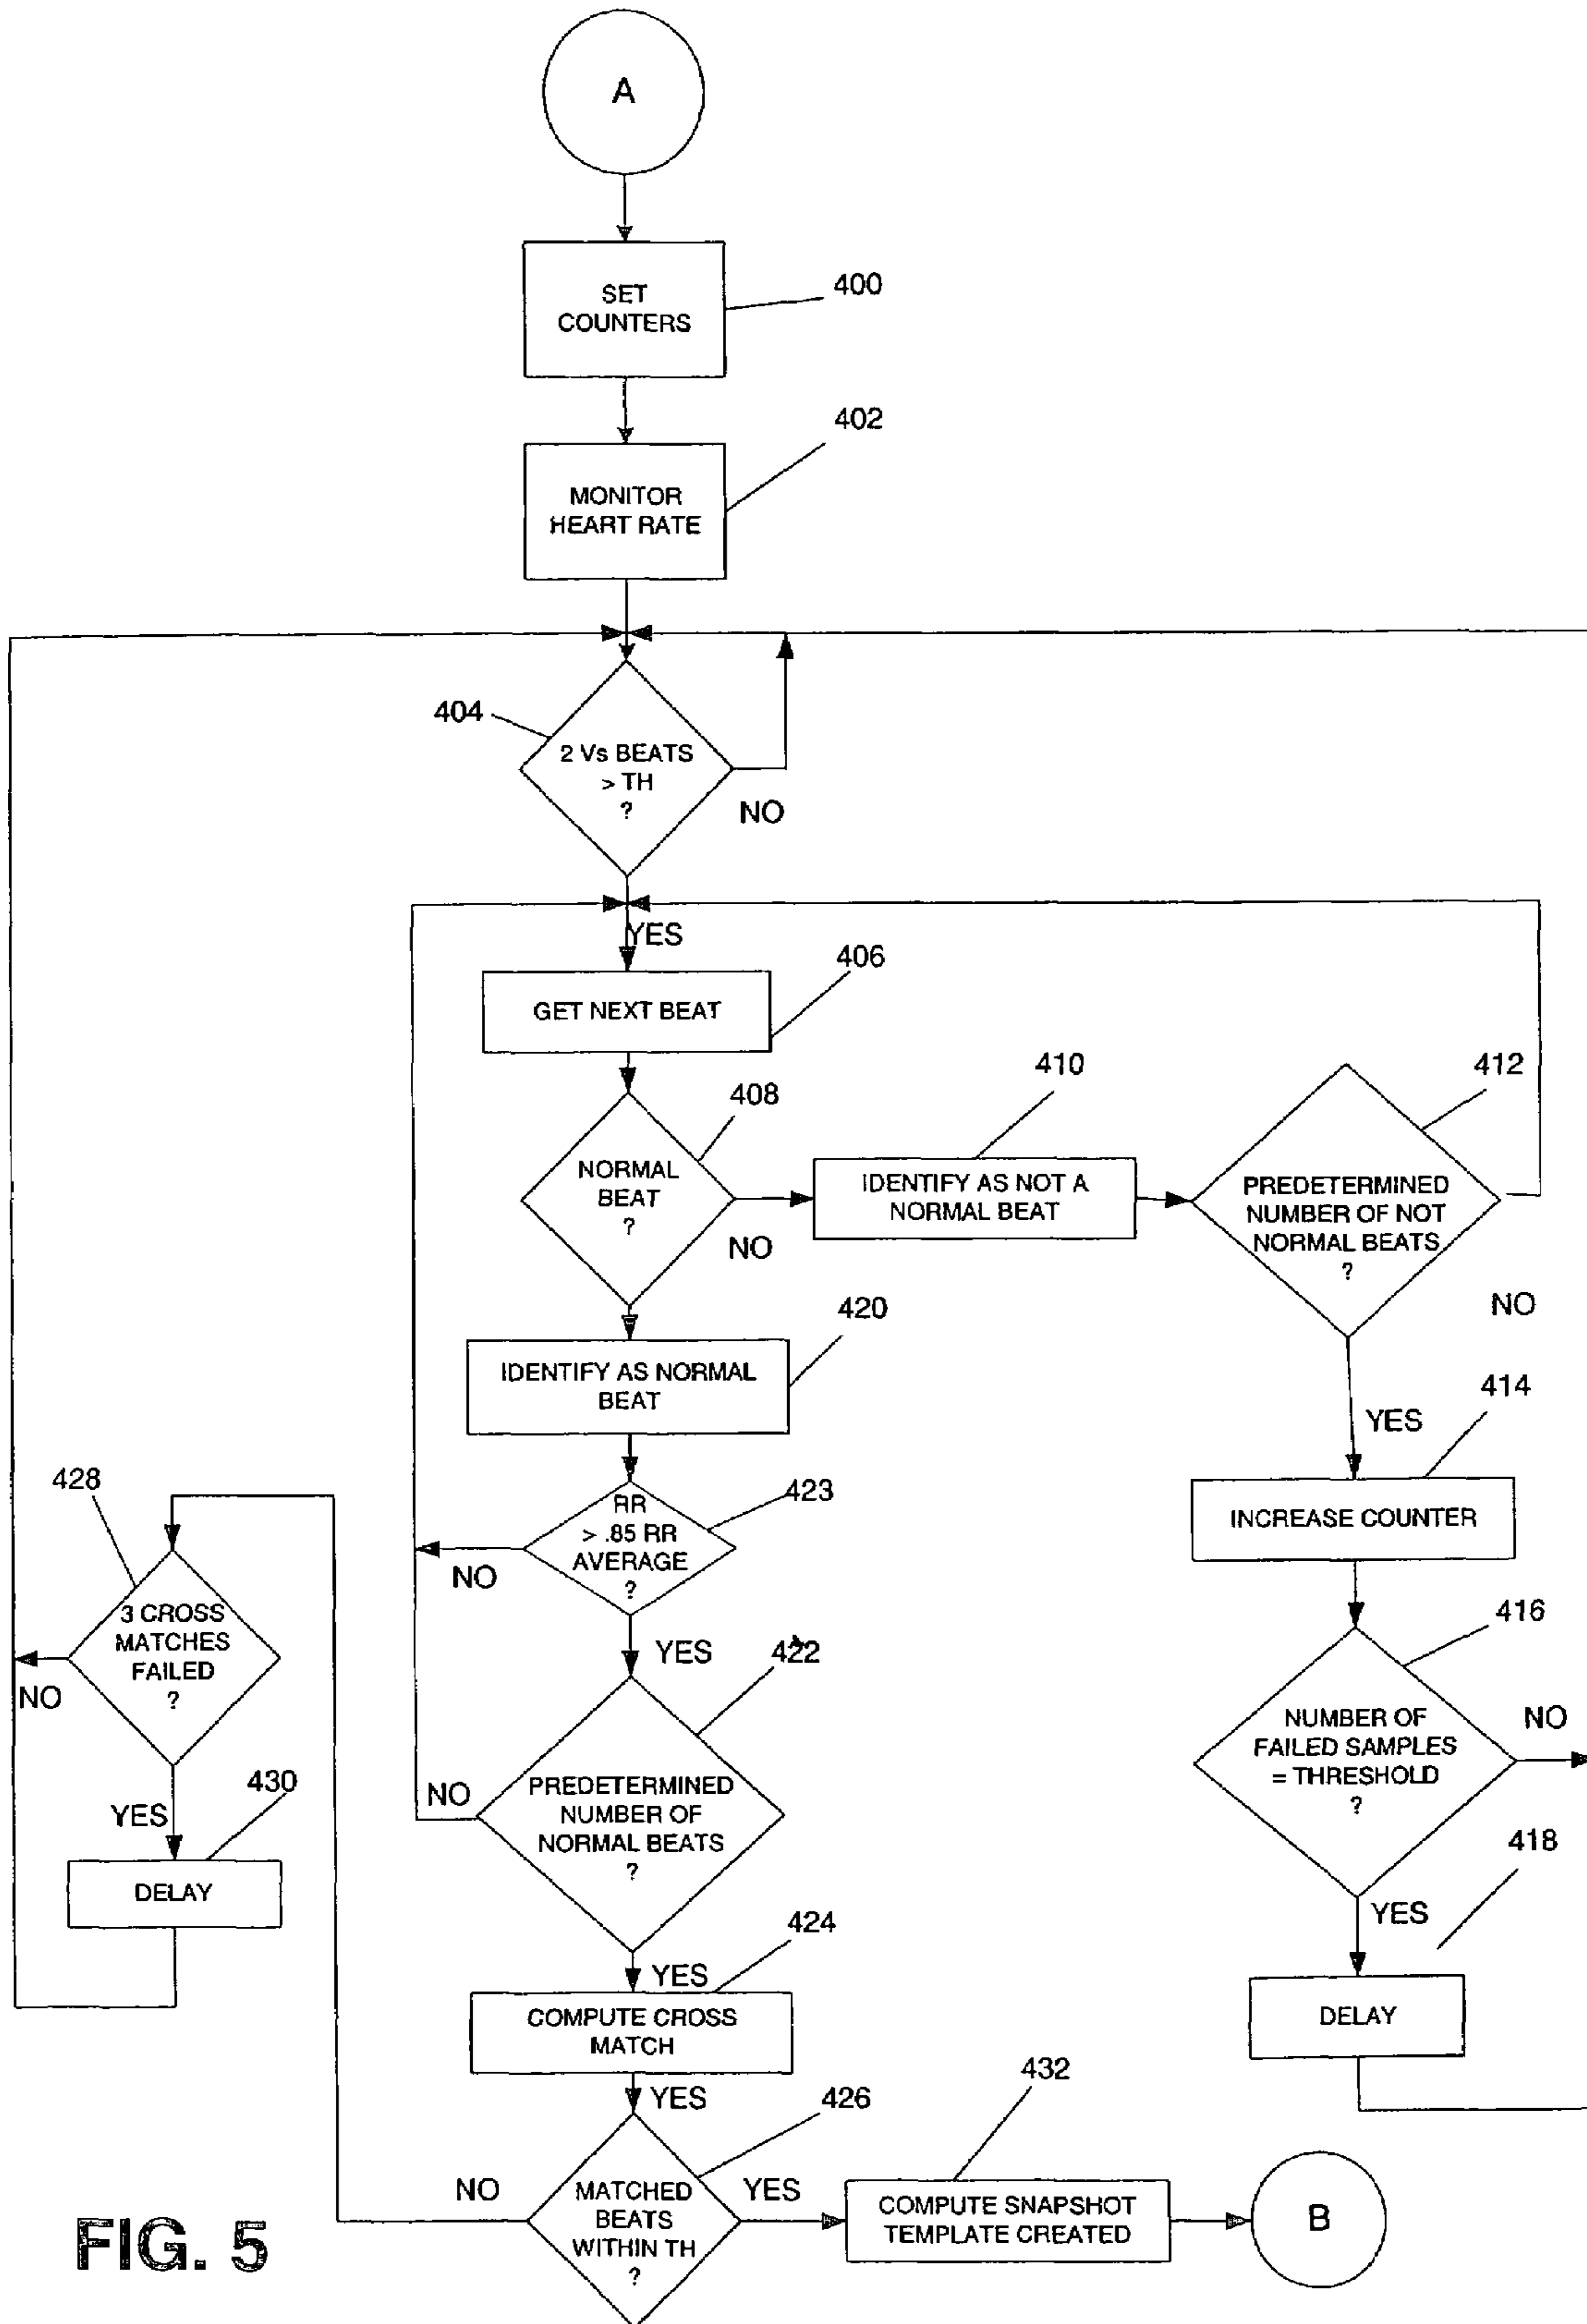 A
SET
COUNTERS
400
MONITOR
HEART RATE
402
404
2 Vs BEATS
> TH
?
NO
YES
GET NEXT BEAT
406
NORMAL
BEAT
?
408
NO
IDENTIFY AS NOT A
NORMAL BEAT
410
PREDETERMINED
NUMBER OF NOT
NORMAL BEATS
?
412
NO
YES
IDENTIFY AS NORMAL
BEAT
420
INCREASE COUNTER
414
RR
> .85 RR
AVERAGE
?
423
NO
YES
428
3 CROSS
MATCHES
FAILED
?
NO
YES
DELAY
430
PREDETERMINED
NUMBER OF
NORMAL BEATS
?
422
NO
YES
NUMBER OF
FAILED SAMPLES
= THRESHOLD
?
416
NO
YES
DELAY
418
COMPUTE CROSS
MATCH
424
YES
MATCHED
BEATS
WITHIN TH
?
426
NO
YES
COMPUTE SNAPSHOT
TEMPLATE CREATED
432
B
FIG. 5